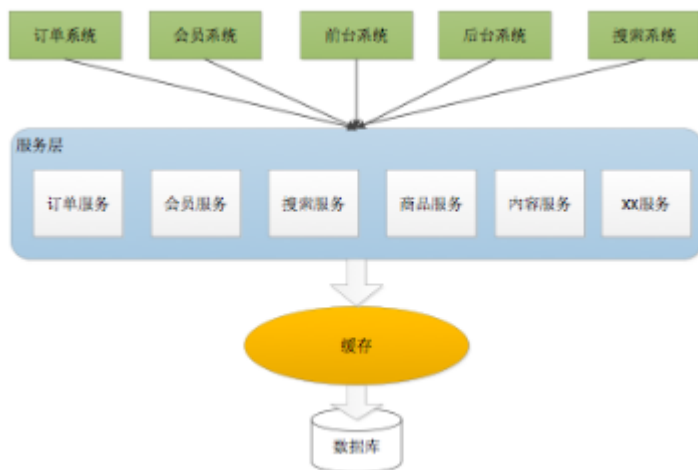 订单系统
会员系统
前台系统
后台系统
搜索系统
服务层
订单服务
会员服务
搜索服务
商品服务
内容服务
XX服务
缓存
数据库